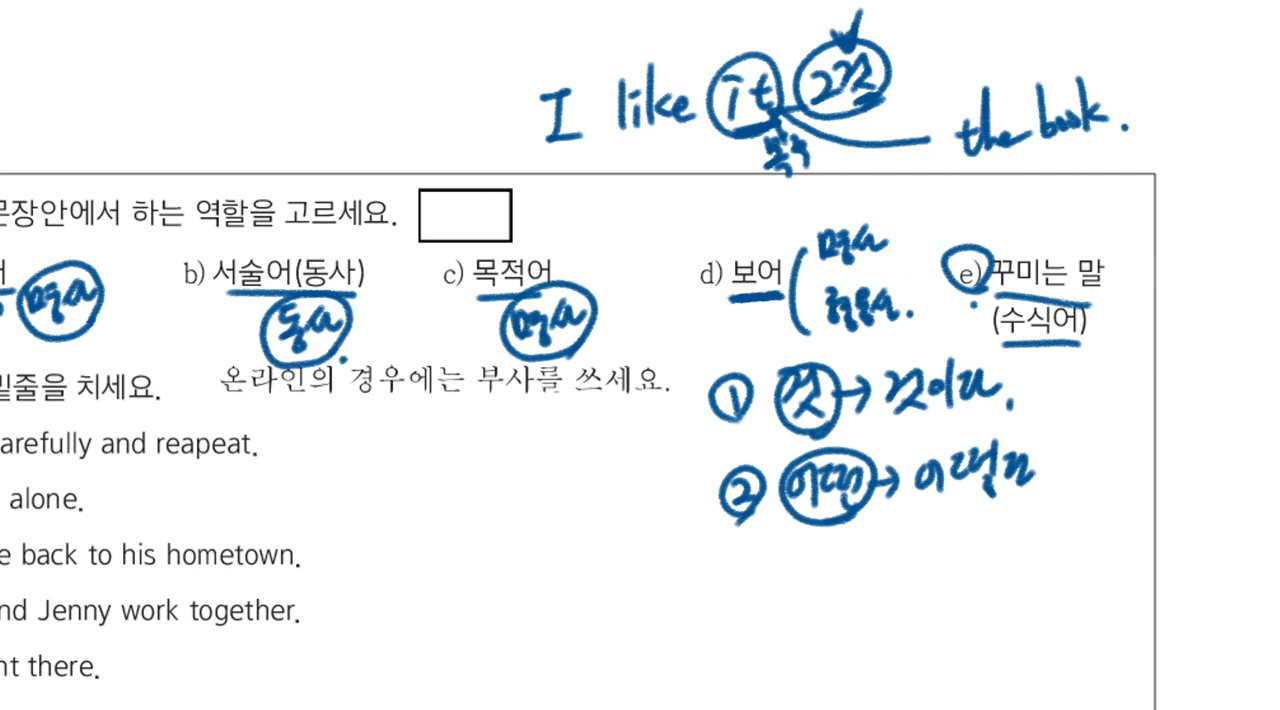 I like it 그것 the book.
목적
문장안에서 하는 역할을 고르세요.
어 b) 서술어(동사) c) 목적어 d) 보어 명사 e) 꾸미는 말
명사 동사 명사 형용사. (수식어)
밑줄을 치세요. 온라인의 경우에는 부사를 쓰세요.
① 것 → 것이다.
arefully and reapeat.
② 어떤 → 어떻다
alone.
e back to his hometown.
nd Jenny work together.
nt there.